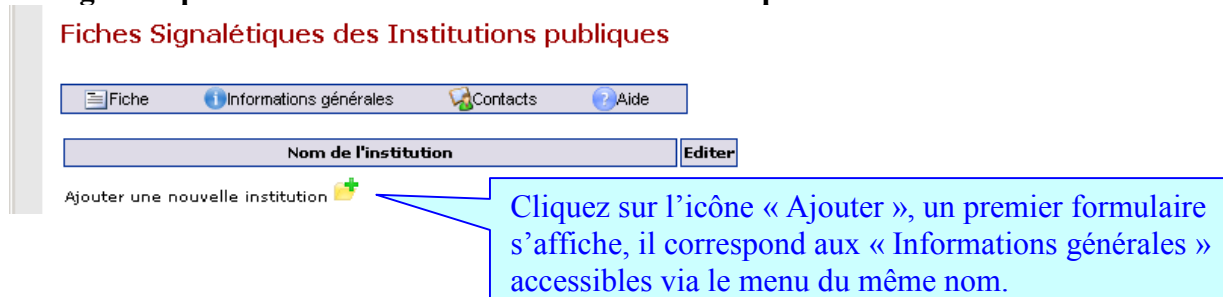 Fiches Signalétiques des Institutions publiques
Fiche Informations générales Contacts Aide
Nom de l'institution Editer
Ajouter une nouvelle institution
Cliquez sur l’icône « Ajouter », un premier formulaire
s’affiche, il correspond aux « Informations générales »
accessibles via le menu du même nom.